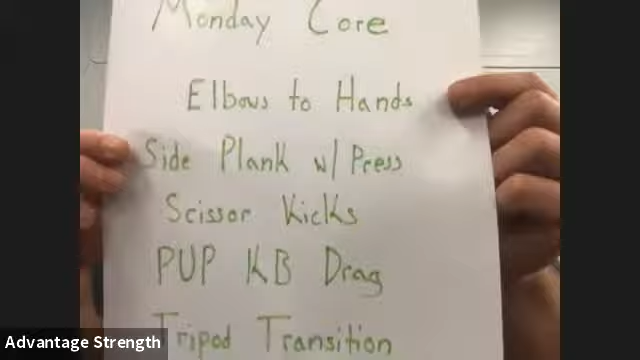 Monday Core
Elbows to Hands
Side Plank w/ Press
Scissor Kicks
PUP KB Drag
Tripod Transition
Advantage Strength